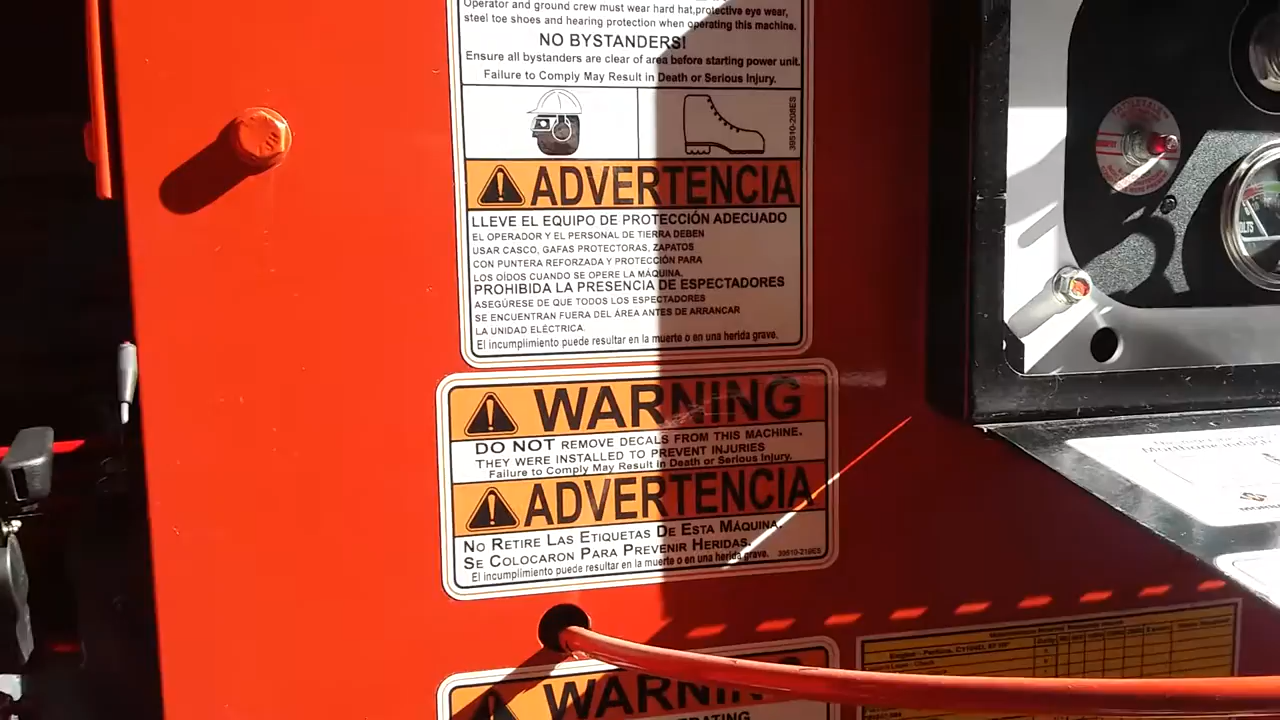 Operator and ground crew must wear hard hat,protective eye wear,
steel toe shoes and hearing protection when operating this machine.
NO BYSTANDERS!
Ensure all bystanders are clear of area before starting power unit.
Failure to Comply May Result in Death or Serious Injury.
39510-208ES
ADVERTENCIA
LLEVE EL EQUIPO DE PROTECCIÓN ADECUADO
EL OPERADOR Y EL PERSONAL DE TIERRA DEBEN
USAR CASCO, GAFAS PROTECTORAS, ZAPATOS
CON PUNTERA REFORZADA Y PROTECCIÓN PARA
LOS OÍDOS CUANDO SE OPERE LA MÁQUINA.
PROHIBIDA LA PRESENCIA DE ESPECTADORES
ASEGÚRESE DE QUE TODOS LOS ESPECTADORES
SE ENCUENTRAN FUERA DEL ÁREA ANTES DE ARRANCAR
LA UNIDAD ELÉCTRICA.
El incumplimiento puede resultar en la muerte o en una herida grave.
WARNING
DO NOT REMOVE DECALS FROM THIS MACHINE.
THEY WERE INSTALLED TO PREVENT INJURIES
Failure to Comply May Result in Death or Serious Injury.
ADVERTENCIA
No Retire Las Etiquetas De Esta Máquina.
Se Colocaron Para Prevenir Heridas.
El incumplimiento puede resultar en la muerte o en una herida grave. 39510-219ES
WARNING
VOLTS